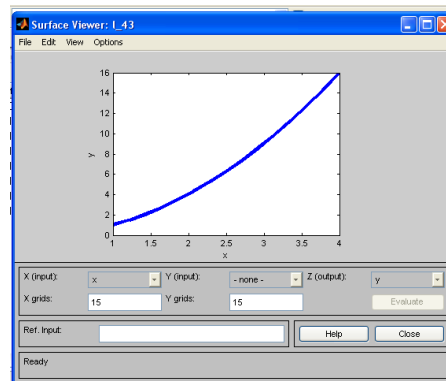 Surface Viewer: I_43
File Edit View Options
16
14
12
10
8
6
4
2
0
y
1 1.5 2 2.5 3 3.5 4
x
X (input): x Y (input): - none - Z (output): y
X grids: 15 Y grids: 15 Evaluate
Ref. Input: Help Close
Ready